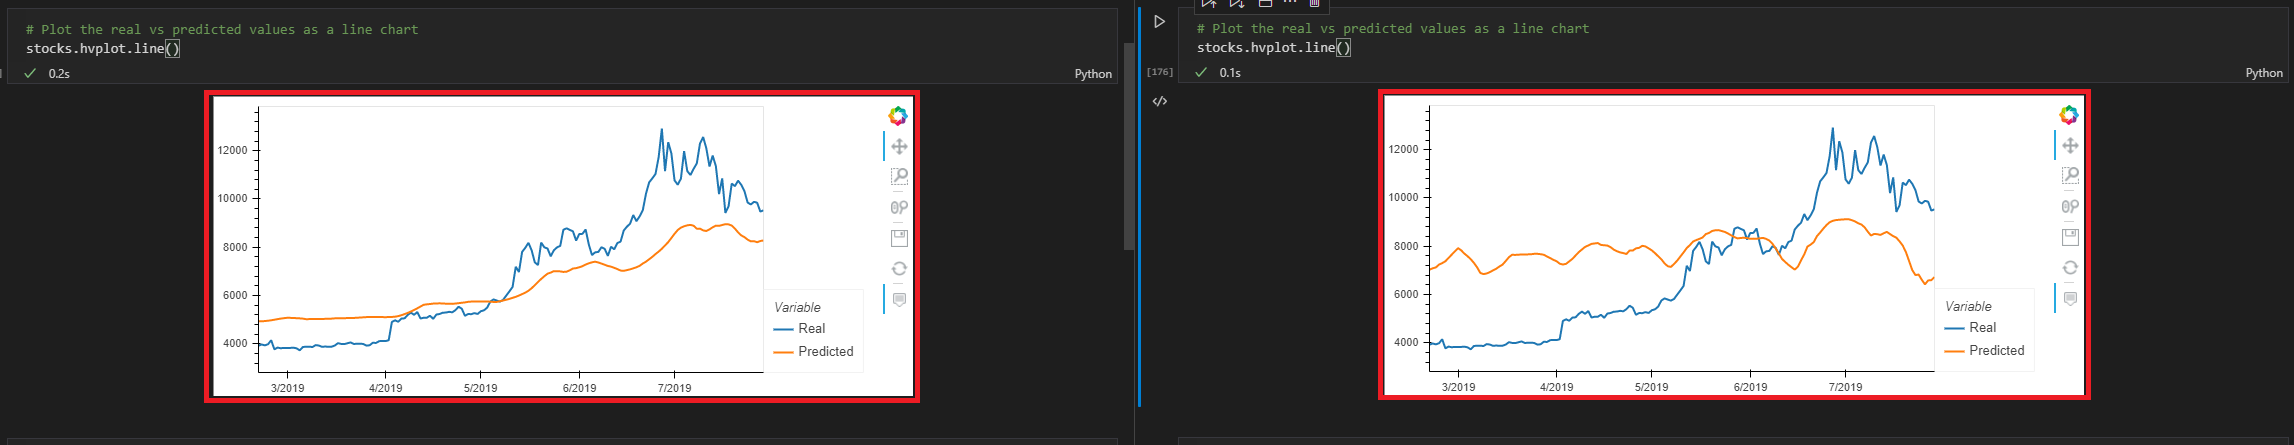 # Plot the real vs predicted values as a line chart
stocks.hvplot.line()
0.2s
Python
12000
10000
8000
6000
4000
3/2019
4/2019
5/2019
6/2019
7/2019
Variable
Real
Predicted
# Plot the real vs predicted values as a line chart
stocks.hvplot.line()
[176]
0.1s
Python
12000
10000
8000
6000
4000
3/2019
4/2019
5/2019
6/2019
7/2019
Variable
Real
Predicted